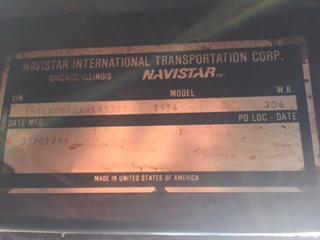 NAVISTAR INTERNATIONAL TRANSPORTATION CORP.
CHICAGO, ILLINOIS NAVISTAR™
VIN MODEL W.B.
1954 206
DATE MFG. PO LOC - DATE
MADE IN UNITED STATES OF AMERICA